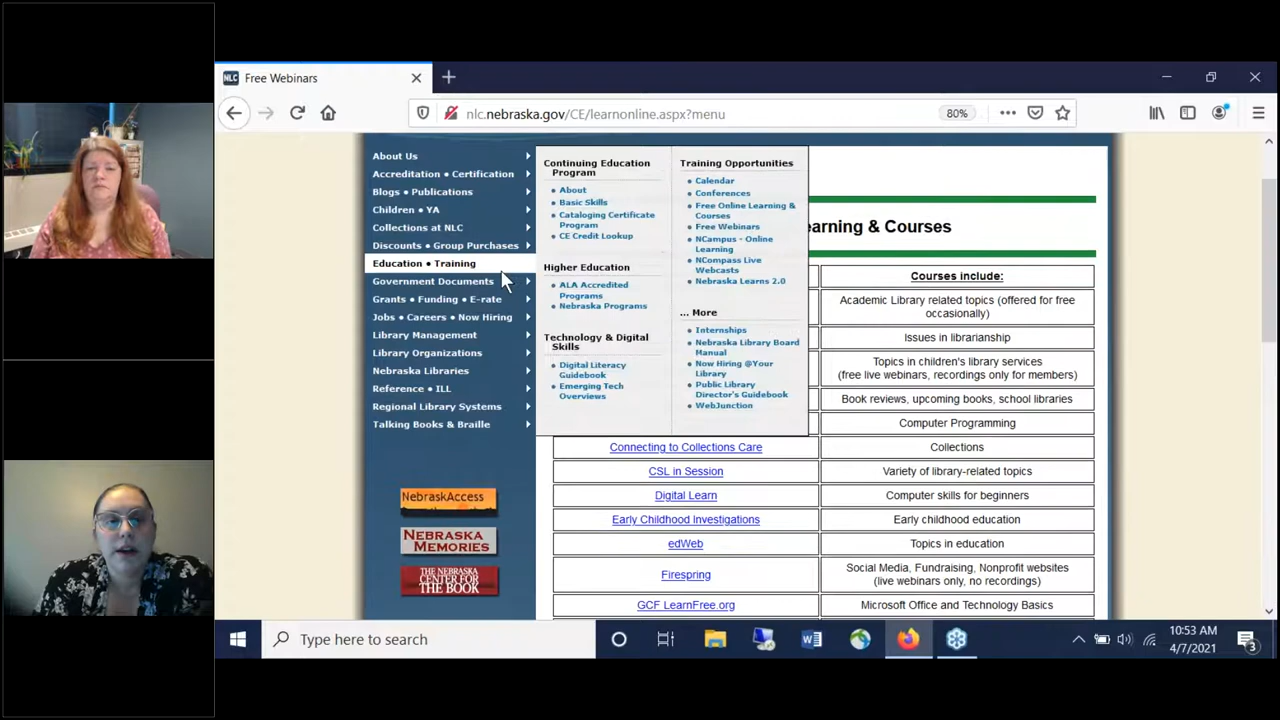 NLC Free Webinars
nlc.nebraska.gov/CE/learnonline.aspx?menu
80%
About Us
Accreditation • Certification
Blogs • Publications
Children • YA
Collections at NLC
Discounts • Group Purchases
Education • Training
Government Documents
Grants • Funding • E-rate
Jobs • Careers • Now Hiring
Library Management
Library Organizations
Nebraska Libraries
Reference • ILL
Regional Library Systems
Talking Books & Braille
NebraskAccess
NEBRASKA
MEMORIES
THE NEBRASKA
CENTER FOR
THE BOOK
Continuing Education
Program
• About
• Basic Skills
• Cataloging Certificate
Program
• CE Credit Lookup
Higher Education
• ALA Accredited
Programs
• Nebraska Programs
Technology & Digital
Skills
• Digital Literacy
Guidebook
• Emerging Tech
Overviews
Training Opportunities
• Calendar
• Conferences
• Free Online Learning &
Courses
• Free Webinars
• NCampus - Online
Learning
• NCompass Live
Webcasts
• Nebraska Learns 2.0
... More
• Internships
• Nebraska Library Board
Manual
• Now Hiring @Your
Library
• Public Library
Director's Guidebook
• WebJunction
arning & Courses
Courses include:
Academic Library related topics (offered for free
occasionally)
Issues in librarianship
Topics in children's library services
(free live webinars, recordings only for members)
Book reviews, upcoming books, school libraries
Computer Programming
Connecting to Collections Care Collections
CSL in Session Variety of library-related topics
Digital Learn Computer skills for beginners
Early Childhood Investigations Early childhood education
edWeb Topics in education
Firespring Social Media, Fundraising, Nonprofit websites
(live webinars only, no recordings)
GCF LearnFree.org Microsoft Office and Technology Basics
Type here to search
10:53 AM
4/7/2021
3